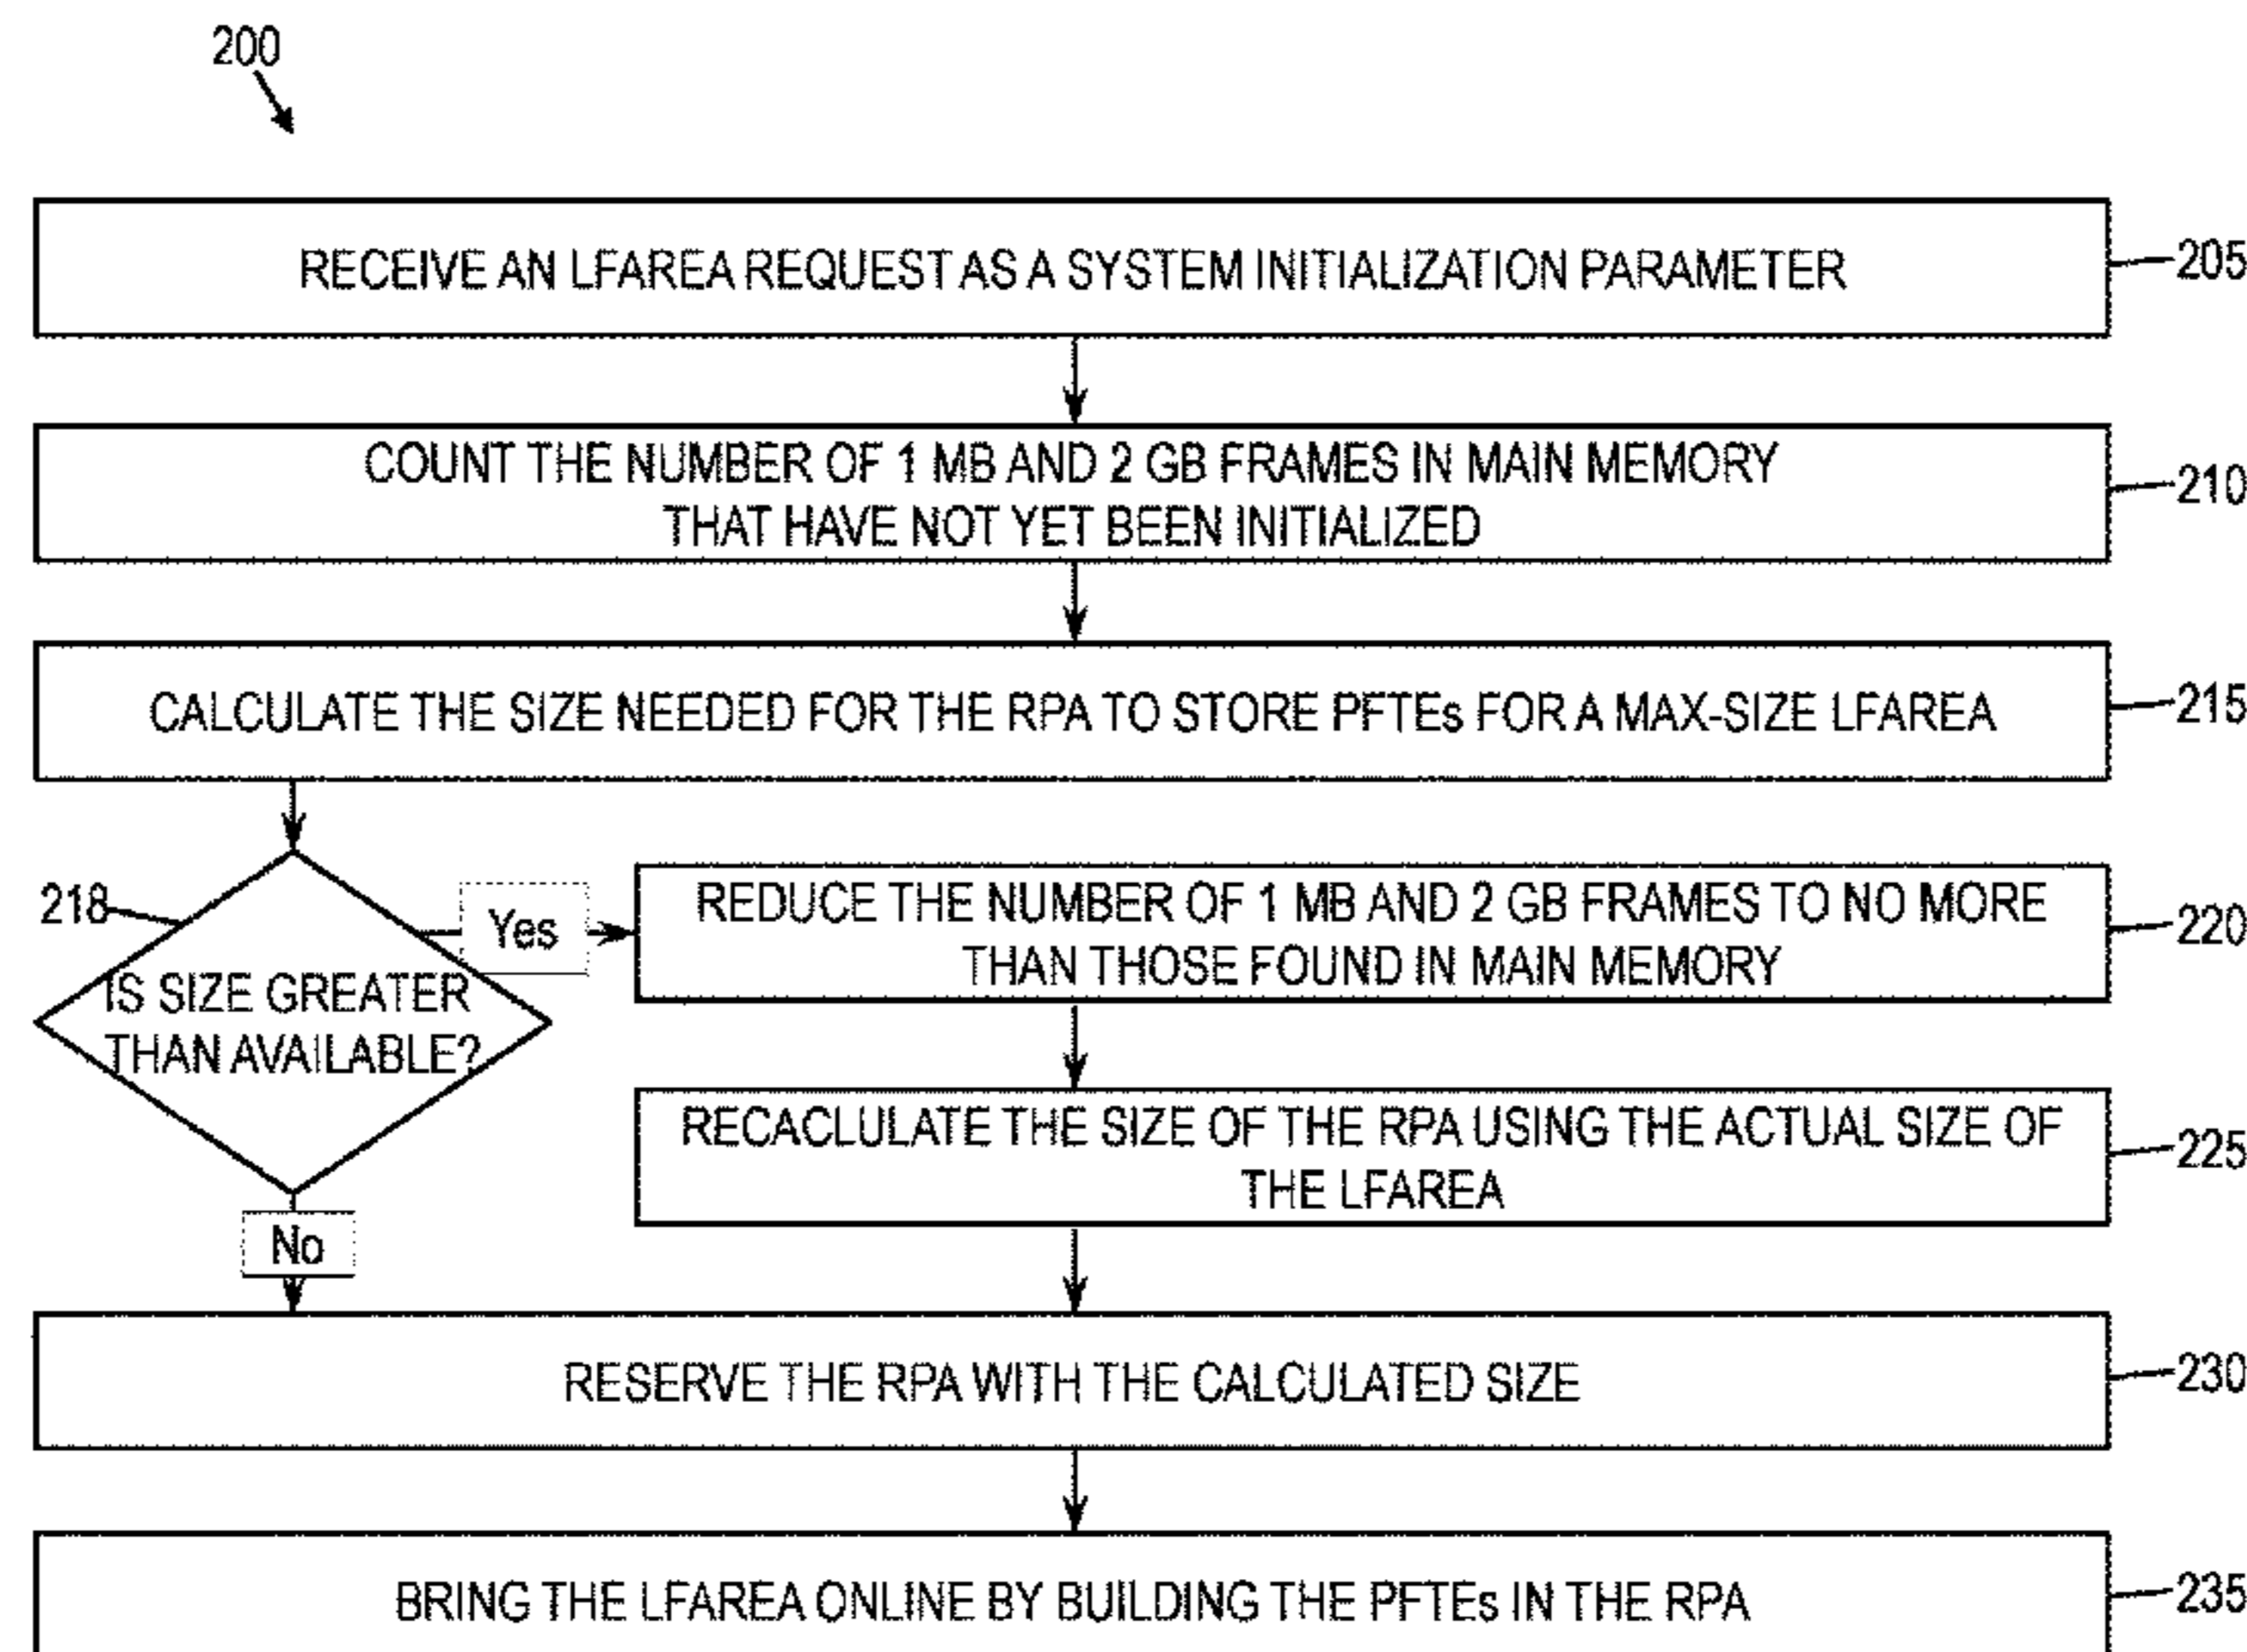 200
RECEIVE AN LFAREA REQUEST AS A SYSTEM INITIALIZATION PARAMETER
205
COUNT THE NUMBER OF 1 MB AND 2 GB FRAMES IN MAIN MEMORY
THAT HAVE NOT YET BEEN INITIALIZED
210
CALCULATE THE SIZE NEEDED FOR THE RPA TO STORE PFTEs FOR A MAX-SIZE LFAREA
215
218
IS SIZE GREATER
THAN AVAILABLE?
Yes
REDUCE THE NUMBER OF 1 MB AND 2 GB FRAMES TO NO MORE
THAN THOSE FOUND IN MAIN MEMORY
220
RECACLULATE THE SIZE OF THE RPA USING THE ACTUAL SIZE OF
THE LFAREA
225
No
RESERVE THE RPA WITH THE CALCULATED SIZE
230
BRING THE LFAREA ONLINE BY BUILDING THE PFTEs IN THE RPA
235